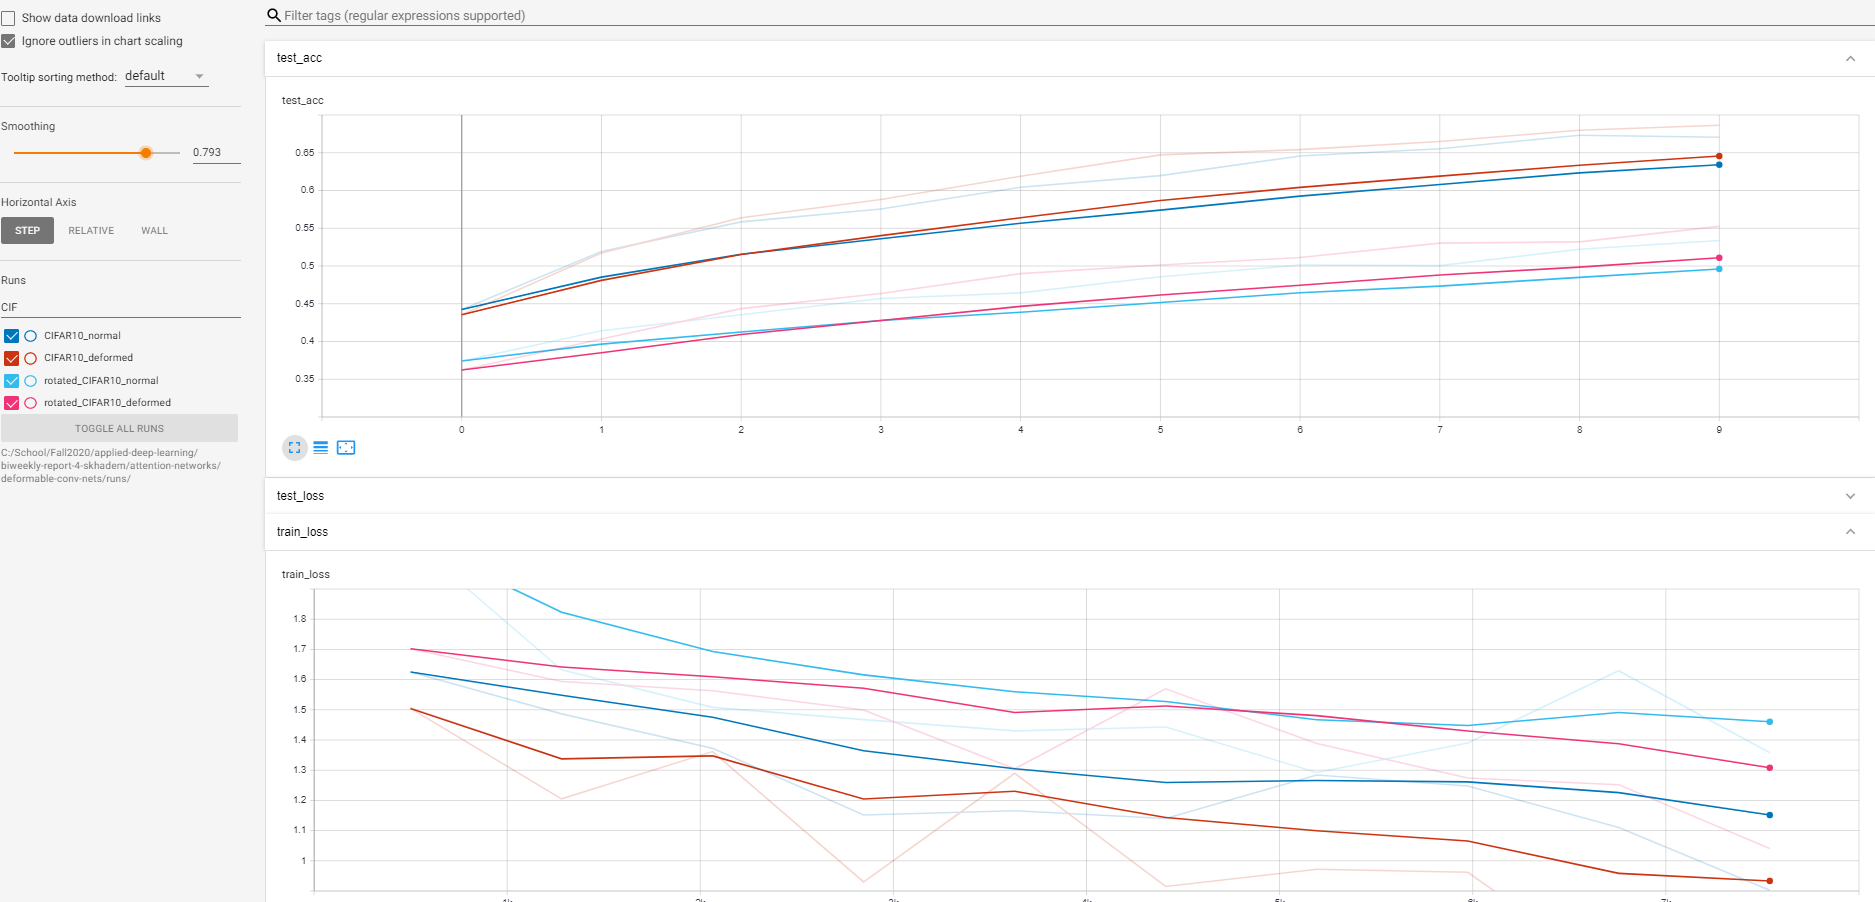 Show data download links
Ignore outliers in chart scaling
Tooltip sorting method: default
Smoothing
0.793
Horizontal Axis
STEP RELATIVE WALL
Runs
CIF
CIFAR10_normal
CIFAR10_deformed
rotated_CIFAR10_normal
rotated_CIFAR10_deformed
TOGGLE ALL RUNS
C:/School/Fall2020/applied-deep-learning/
biweekly-report-4-skhadem/attention-networks/
deformable-conv-nets/runs/
Filter tags (regular expressions supported)
test_acc
test_acc
0.65
0.6
0.55
0.5
0.45
0.4
0.35
0 1 2 3 4 5 6 7 8 9
test_loss
train_loss
train_loss
1.8
1.7
1.6
1.5
1.4
1.3
1.2
1.1
1